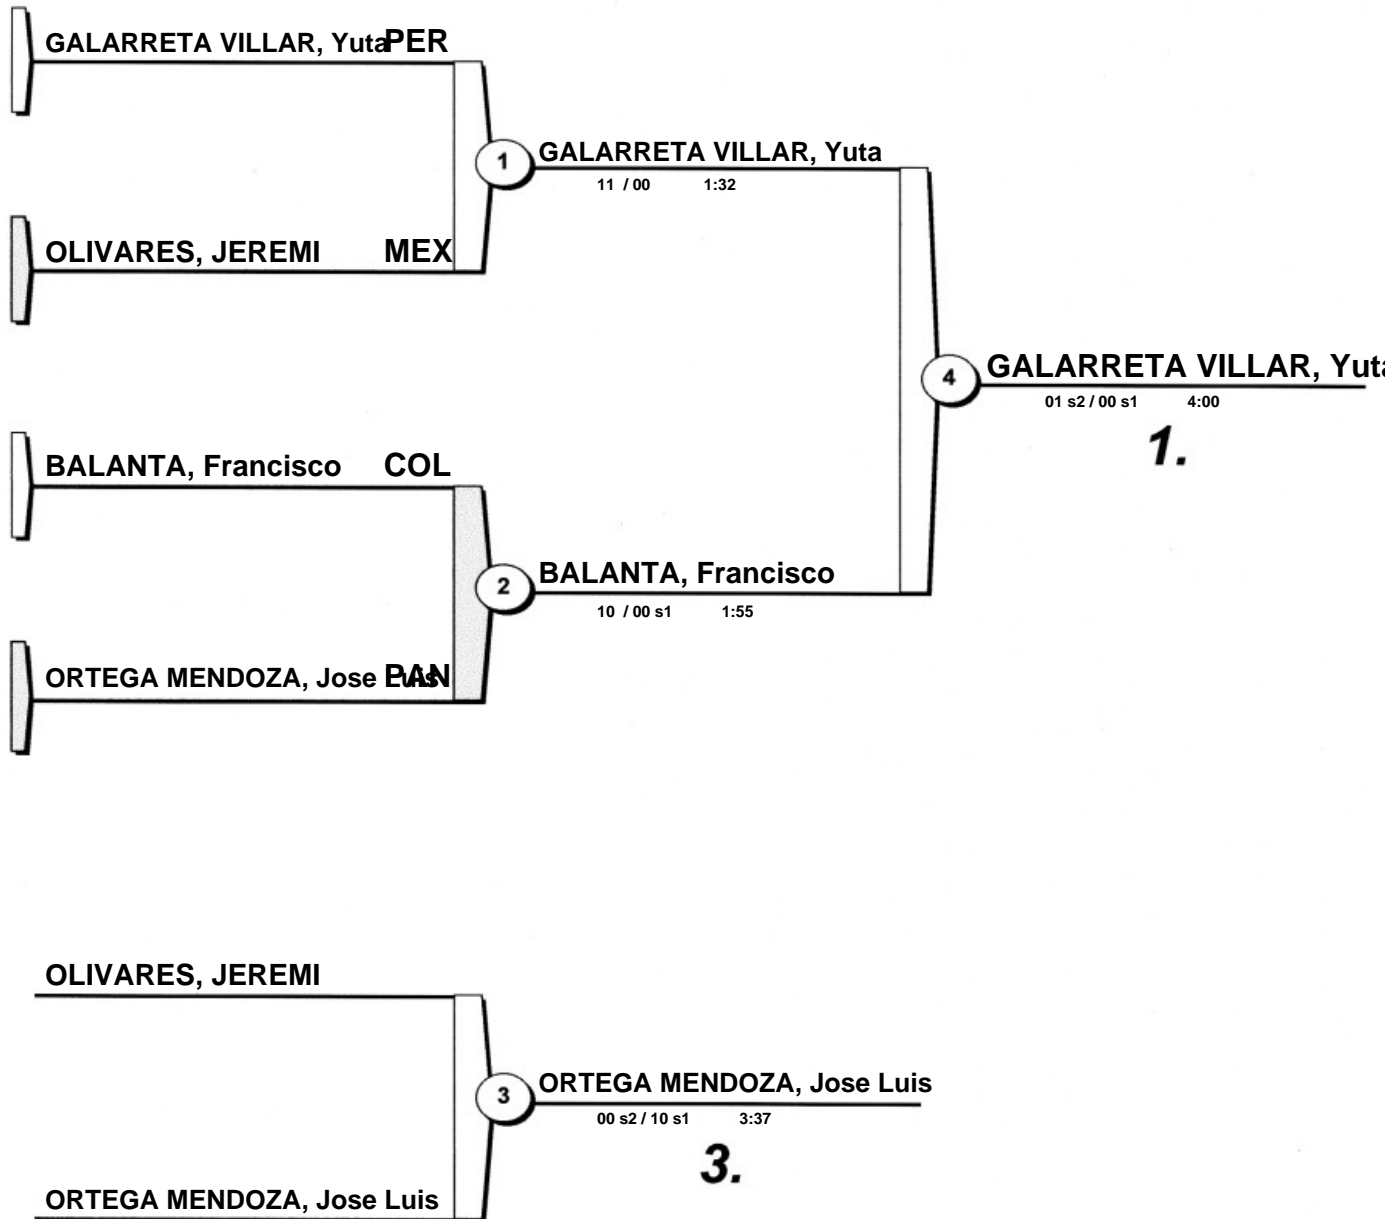 GALARRETA VILLAR, Yuta PER
1
GALARRETA VILLAR, Yuta
11 / 00 1:32
OLIVARES, JEREMI MEX
4
GALARRETA VILLAR, Yuta
01 s2 / 00 s1 4:00
1.
BALANTA, Francisco COL
2
BALANTA, Francisco
10 / 00 s1 1:55
ORTEGA MENDOZA, Jose Luis PAN
OLIVARES, JEREMI
3
ORTEGA MENDOZA, Jose Luis
00 s2 / 10 s1 3:37
3.
ORTEGA MENDOZA, Jose Luis